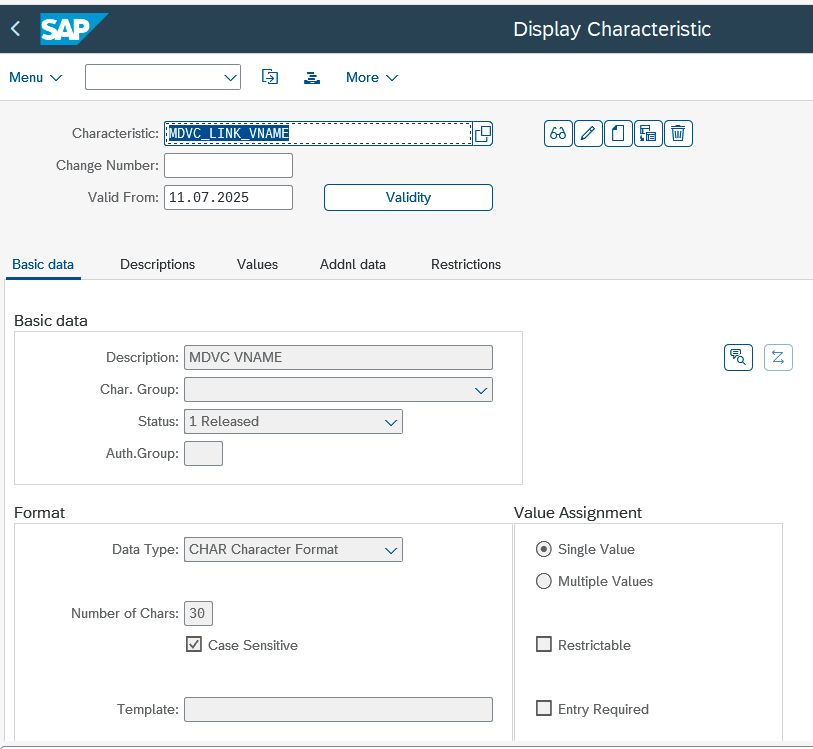 SAP Display Characteristic
Menu More
Characteristic: MDVC_LINK_VNAME
Change Number:
Valid From: 11.07.2025 Validity
Basic data Descriptions Values Addnl data Restrictions
Basic data
Description: MDVC VNAME
Char. Group:
Status: 1 Released
Auth.Group:
Format Value Assignment
Data Type: CHAR Character Format Single Value
Multiple Values
Number of Chars: 30
Case Sensitive Restrictable
Template: Entry Required